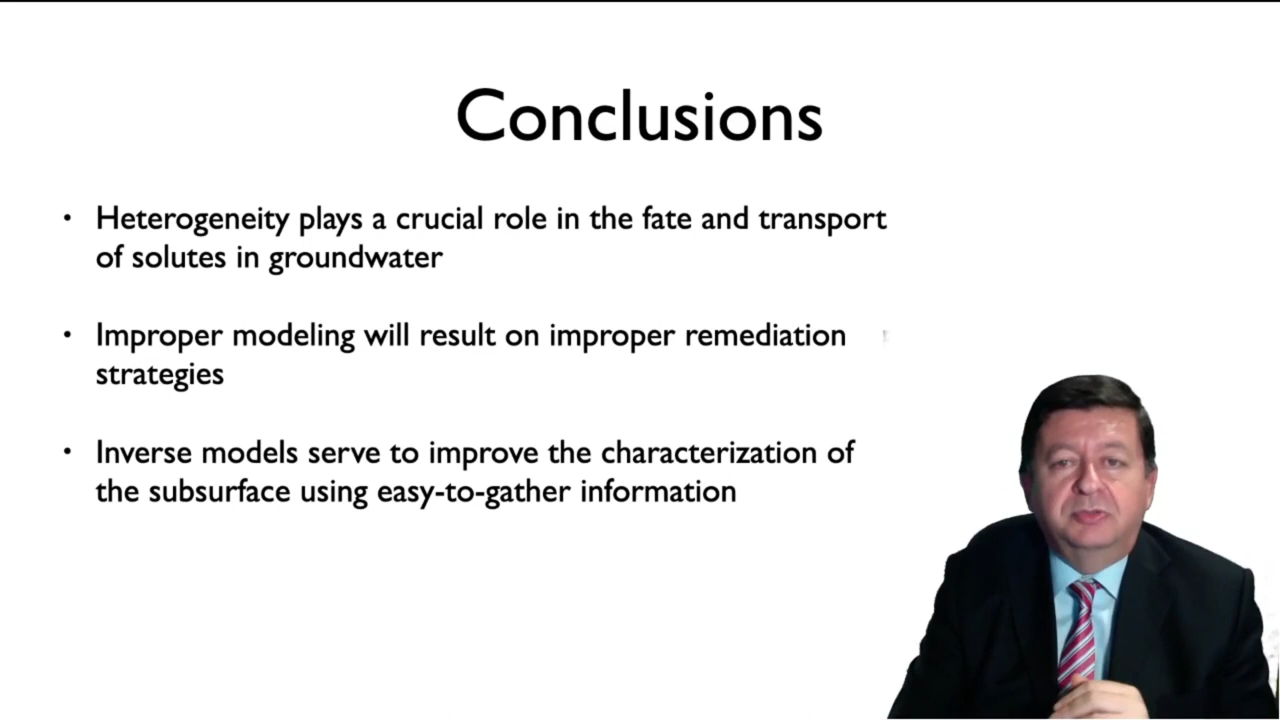 Conclusions
• Heterogeneity plays a crucial role in the fate and transport
of solutes in groundwater
• Improper modeling will result on improper remediation
strategies
• Inverse models serve to improve the characterization of
the subsurface using easy-to-gather information